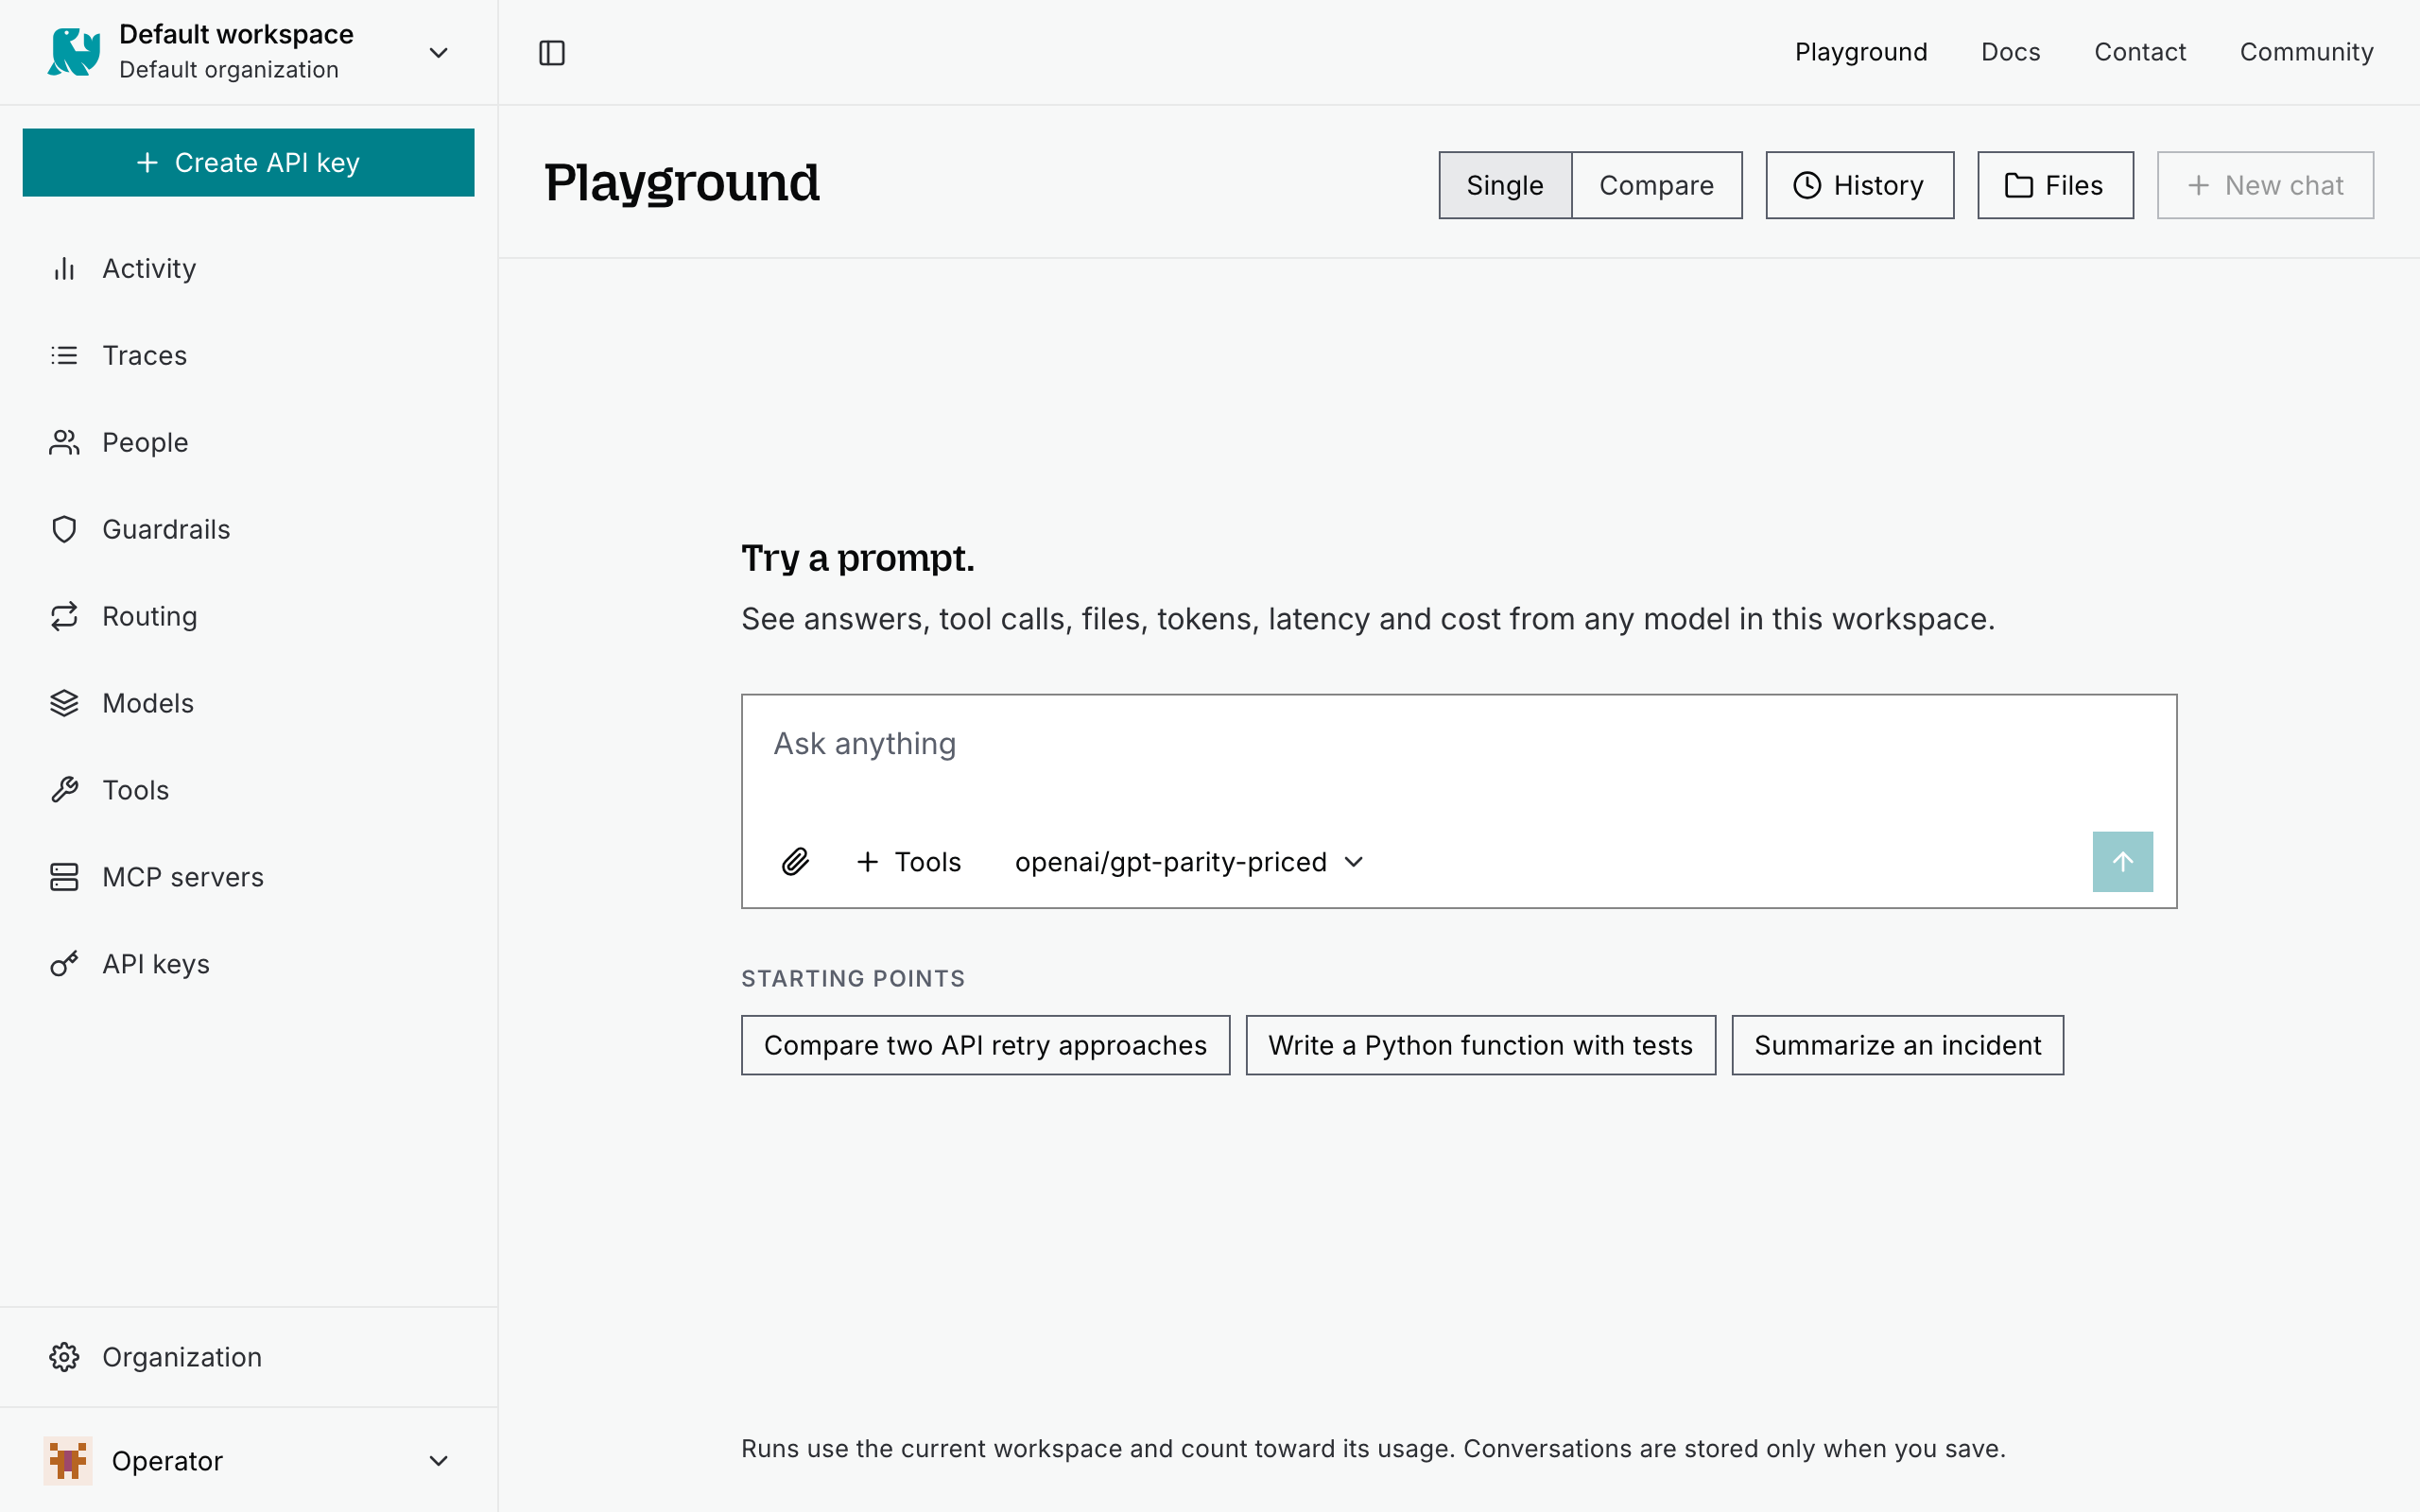 Default workspace
Default organization
Playground
Docs
Contact
Community
Create API key
Activity
Traces
People
Guardrails
Routing
Models
Tools
MCP servers
API keys
Organization
Operator
Playground
Single
Compare
History
Files
New chat
Try a prompt.
See answers, tool calls, files, tokens, latency and cost from any model in this workspace.
Ask anything
Tools
openai/gpt-parity-priced
STARTING POINTS
Compare two API retry approaches
Write a Python function with tests
Summarize an incident
Runs use the current workspace and count toward its usage. Conversations are stored only when you save.